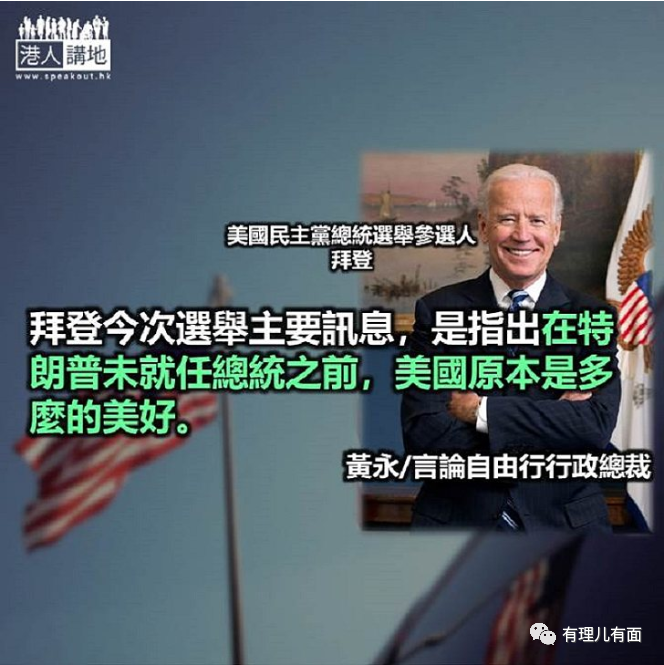 港人講地
www.speakout.hk
美國民主黨總統選舉參選人
拜登
拜登今次選舉主要訊息，是指出在特
朗普未就任總統之前，美國原本是多
麼的美好。
黃永/言論自由行行政總裁
有理儿有面